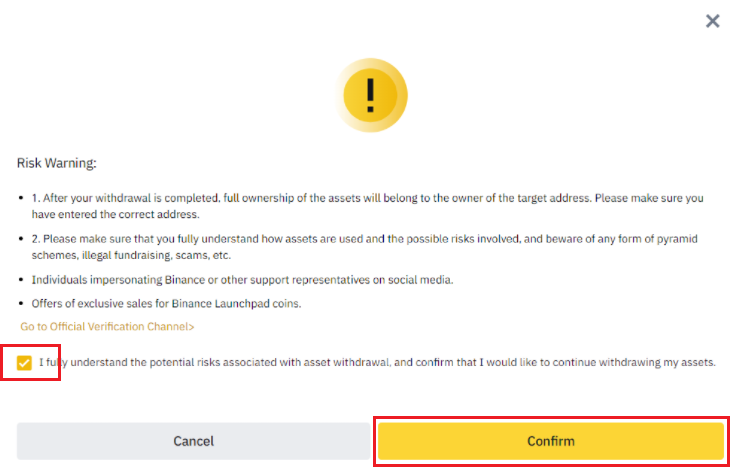 Risk Warning:
• 1. After your withdrawal is completed, full ownership of the assets will belong to the owner of the target address. Please make sure you
have entered the correct address.
• 2. Please make sure that you fully understand how assets are used and the possible risks involved, and beware of any form of pyramid
schemes, illegal fundraising, scams, etc.
• Individuals impersonating Binance or other support representatives on social media.
• Offers of exclusive sales for Binance Launchpad coins.
Go to Official Verification Channel>
I fully understand the potential risks associated with asset withdrawal, and confirm that I would like to continue withdrawing my assets.
Cancel
Confirm